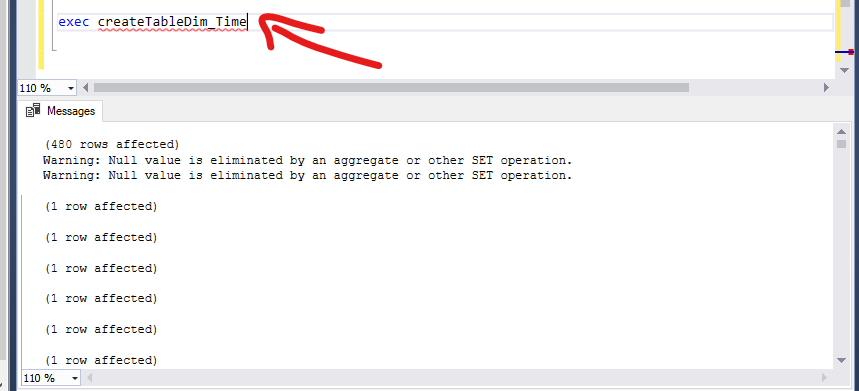 exec createTableDim_Time
110 %
Messages
(480 rows affected)
Warning: Null value is eliminated by an aggregate or other SET operation.
Warning: Null value is eliminated by an aggregate or other SET operation.
(1 row affected)
(1 row affected)
(1 row affected)
(1 row affected)
(1 row affected)
(1 row affected)
110 %